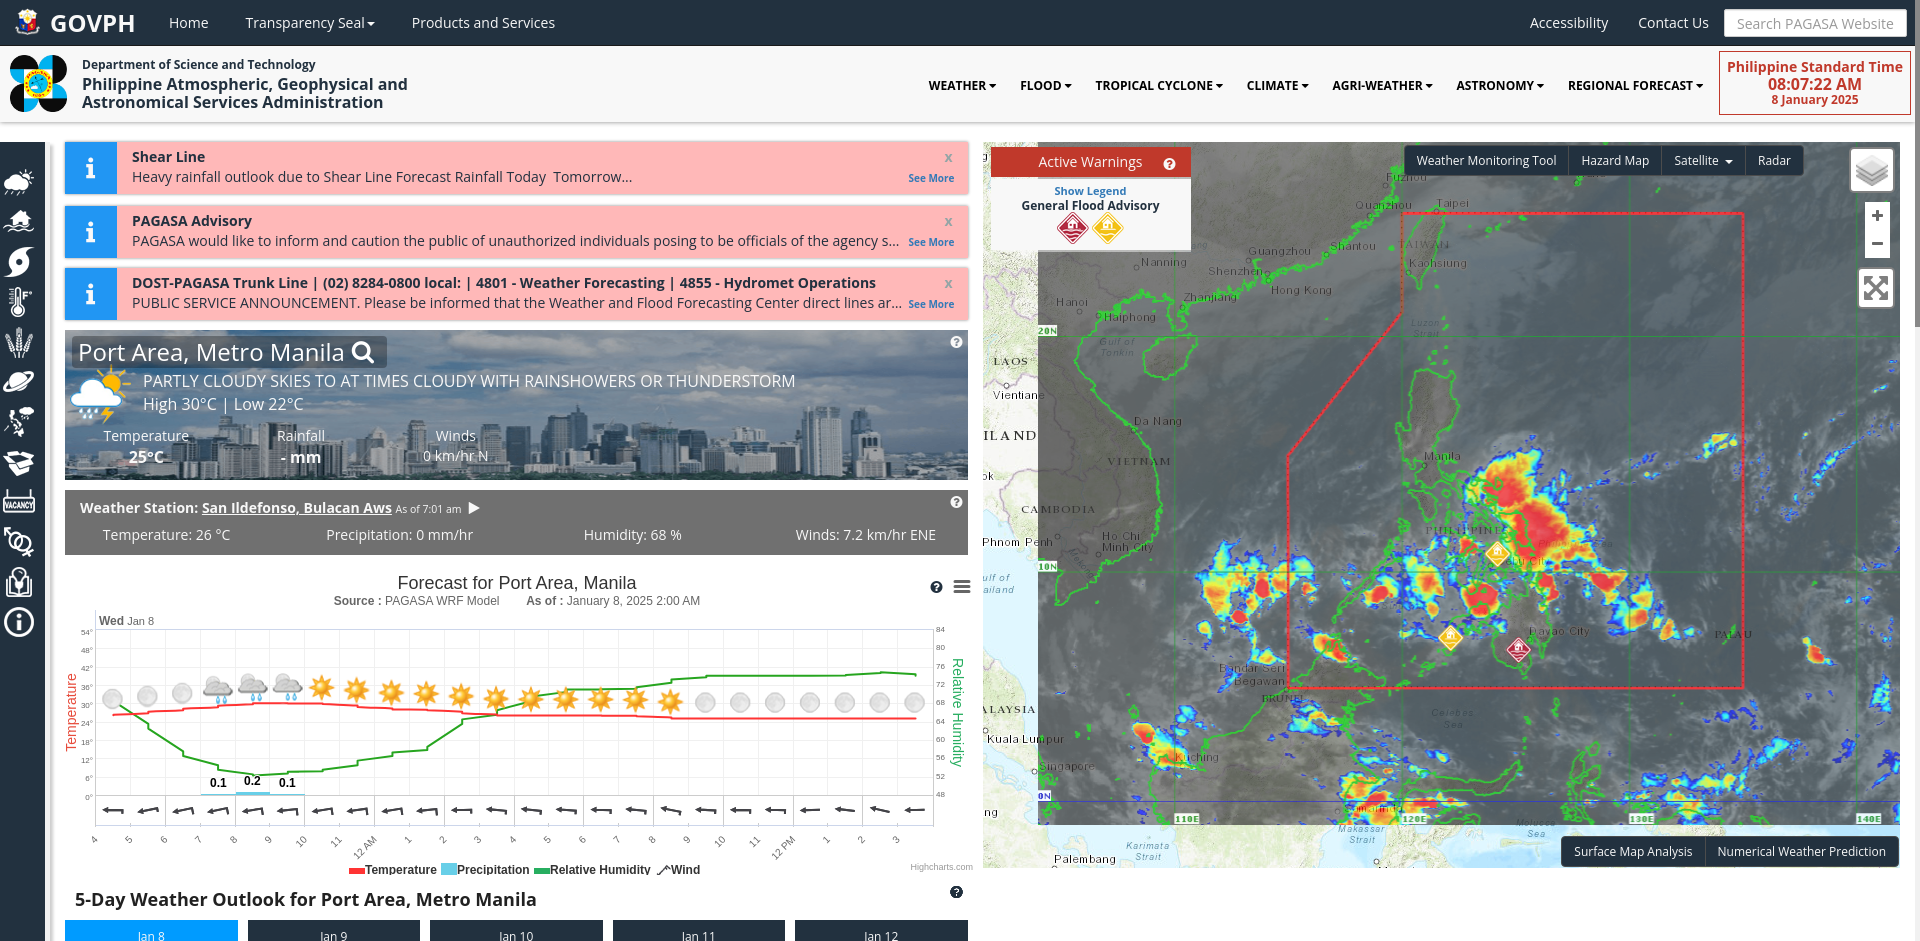 GOVPH
Home
Transparency Seal
Products and Services
Accessibility
Contact Us
Search PAGASA Website
Department of Science and Technology
Philippine Atmospheric, Geophysical and
Astronomical Services Administration
WEATHER
FLOOD
TROPICAL CYCLONE
CLIMATE
AGRI-WEATHER
ASTRONOMY
REGIONAL FORECAST
Philippine Standard Time
08:07:22 AM
8 January 2025
Shear Line
x
Heavy rainfall outlook due to Shear Line Forecast Rainfall Today  Tomorrow...
See More
PAGASA Advisory
x
PAGASA would like to inform and caution the public of unauthorized individuals posing to be officials of the agency s...
See More
DOST-PAGASA Trunk Line | (02) 8284-0800 local: | 4801 - Weather Forecasting | 4855 - Hydromet Operations
x
PUBLIC SERVICE ANNOUNCEMENT. Please be informed that the Weather and Flood Forecasting Center direct lines ar...
See More
Port Area, Metro Manila
PARTLY CLOUDY SKIES TO AT TIMES CLOUDY WITH RAINSHOWERS OR THUNDERSTORM
High 30°C | Low 22°C
Temperature
Rainfall
Winds
25°C
- mm
0 km/hr N
Weather Station: San Ildefonso, Bulacan Aws As of 7:01 am
Temperature: 26 °C
Precipitation: 0 mm/hr
Humidity: 68 %
Winds: 7.2 km/hr ENE
Forecast for Port Area, Manila
Source : PAGASA WRF Model
As of : January 8, 2025 2:00 AM
Wed Jan 8
Temperature
54°
48°
42°
36°
30°
24°
18°
12°
6°
0°
0.1
0.2
0.1
84
80
76
72
68
64
60
56
52
48
Relative Humidity
4
5
6
7
8
9
10
11
12 AM
1
2
3
4
5
6
7
8
9
10
11
12 PM
1
2
3
Temperature
Precipitation
Relative Humidity
Wind
Highcharts.com
5-Day Weather Outlook for Port Area, Metro Manila
Jan 8
Jan 9
Jan 10
Jan 11
Jan 12
VACANCY
Active Warnings
Show Legend
General Flood Advisory
Weather Monitoring Tool
Hazard Map
Satellite
Radar
+
−
Fuzhou
Quanzhou
Taipei
Guangzhou
Shantou
TAIWAN
Nanning
Shenzhen
Kaohsiung
Hanoi
Zhanjiang
Hong Kong
Haiphong
20N
Luzon
Strait
Gulf of
Tonkin
LAOS
Vientiane
Da Nang
ILAND
Manila
VIETNAM
ok
CAMBODIA
PHILIPPINES
Phnom Penh
Ho Chi
Minh City
10N
ulf of
ailand
Davao City
PALAU
Bandar Seri
Begawan
BRUNEI
ALAYSIA
Celebes
Sea
Kuala Lumpur
Kuching
Singapore
0N
110E
120E
130E
140E
ng
Makassar
Strait
Molucca
Sea
Karimata
Strait
Palembang
Surface Map Analysis
Numerical Weather Prediction